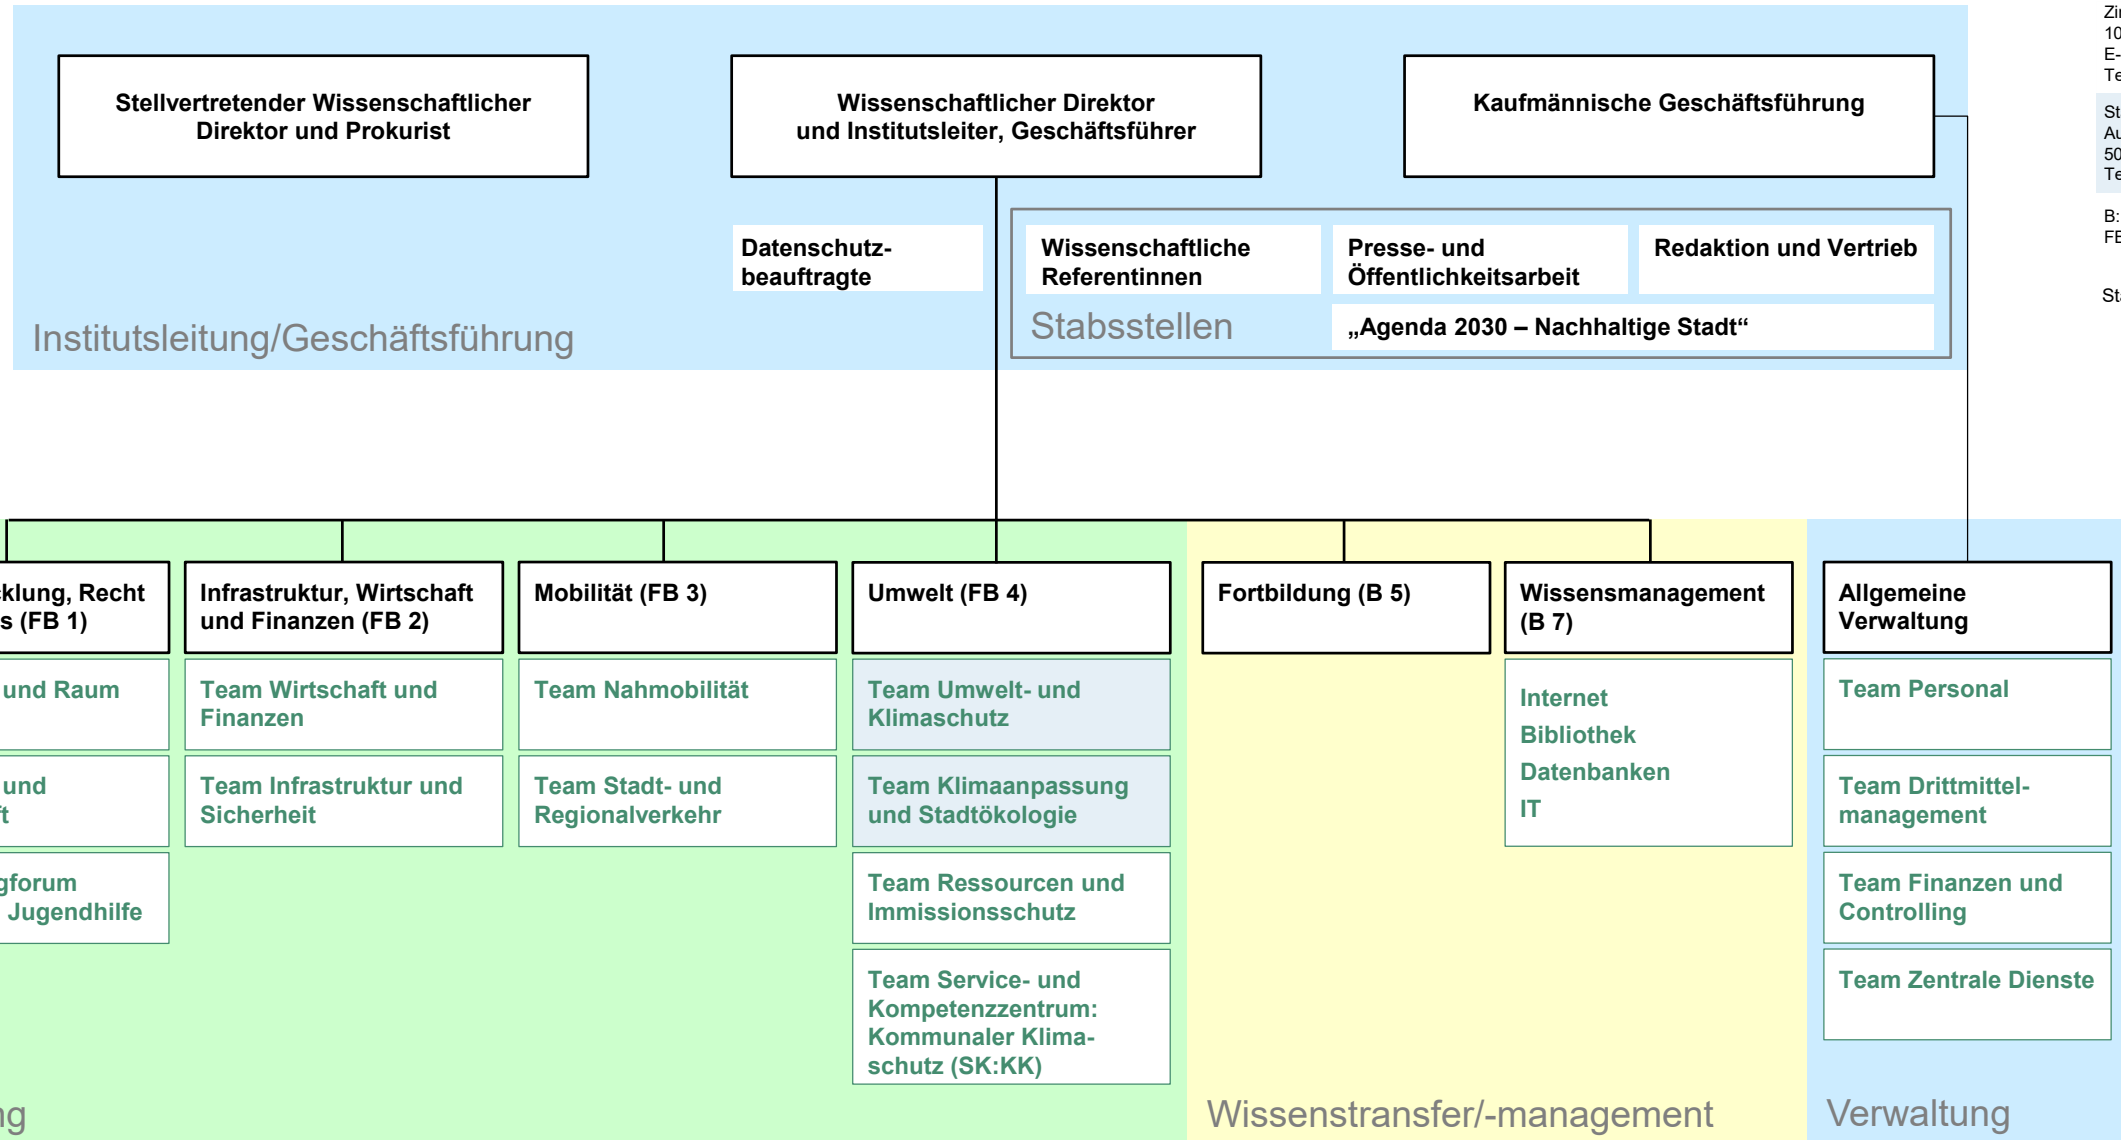 Stellvertretender Wissenschaftlicher
Direktor und Prokurist
Wissenschaftlicher Direktor
und Institutsleiter, Geschäftsführer
Kaufmännische Geschäftsführung
Datenschutz-
beauftragte
Wissenschaftliche
Referentinnen
Presse- und
Öffentlichkeitsarbeit
Redaktion und Vertrieb
Stabsstellen
„Agenda 2030 – Nachhaltige Stadt“
Institutsleitung/Geschäftsführung
B:
Recht
(FB 1)
und Raum
und
Jugendhilfe
Infrastruktur, Wirtschaft
und Finanzen (FB 2)
Team Wirtschaft und
Finanzen
Team Infrastruktur und
Sicherheit
Mobilität (FB 3)
Team Nahmobilität
Team Stadt- und
Regionalverkehr
Umwelt (FB 4)
Team Umwelt- und
Klimaschutz
Team Klimaanpassung
und Stadtökologie
Team Ressourcen und
Immissionsschutz
Team Service- und
Kompetenzzentrum:
Kommunaler Klima-
schutz (SK:KK)
Fortbildung (B 5)
Wissensmanagement
(B 7)
Internet
Bibliothek
Datenbanken
IT
Wissenstransfer/-management
Allgemeine
Verwaltung
Team Personal
Team Drittmittel-
management
Team Finanzen und
Controlling
Team Zentrale Dienste
Verwaltung